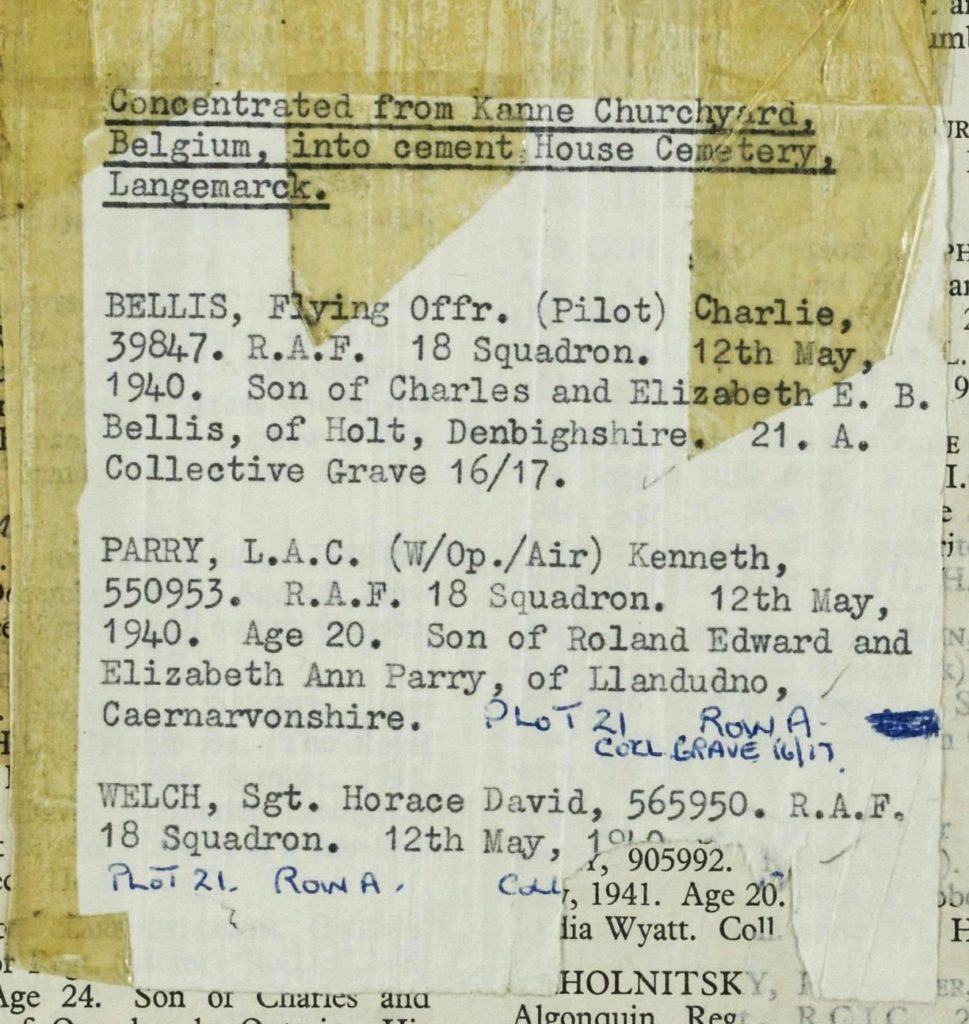 Concentrated from Kanne Churchyard,
Belgium, into cement House Cemetery,
Langemarck.
BELLIS, Flying Offr. (Pilot) Charlie,
39847. R.A.F. 18 Squadron. 12th May,
1940. Son of Charles and Elizabeth E. B.
Bellis, of Holt, Denbighshire. 21. A.
Collective Grave 16/17.
PARRY, L.A.C. (W/Op./Air) Kenneth,
550953. R.A.F. 18 Squadron. 12th May,
1940. Age 20. Son of Roland Edward and
Elizabeth Ann Parry, of Llandudno,
Caernarvonshire. PLOT 21 ROW A.
COLL GRAVE 16/17.
WELCH, Sgt. Horace David, 565950. R.A.F.
18 Squadron. 12th May, 1940
905992.
PLOT 21. ROW A. Coll
, 1941. Age 20.
lia Wyatt. Coll
HOLNITSKY,
Age 24. Son of Charles and
Algonquin Reg